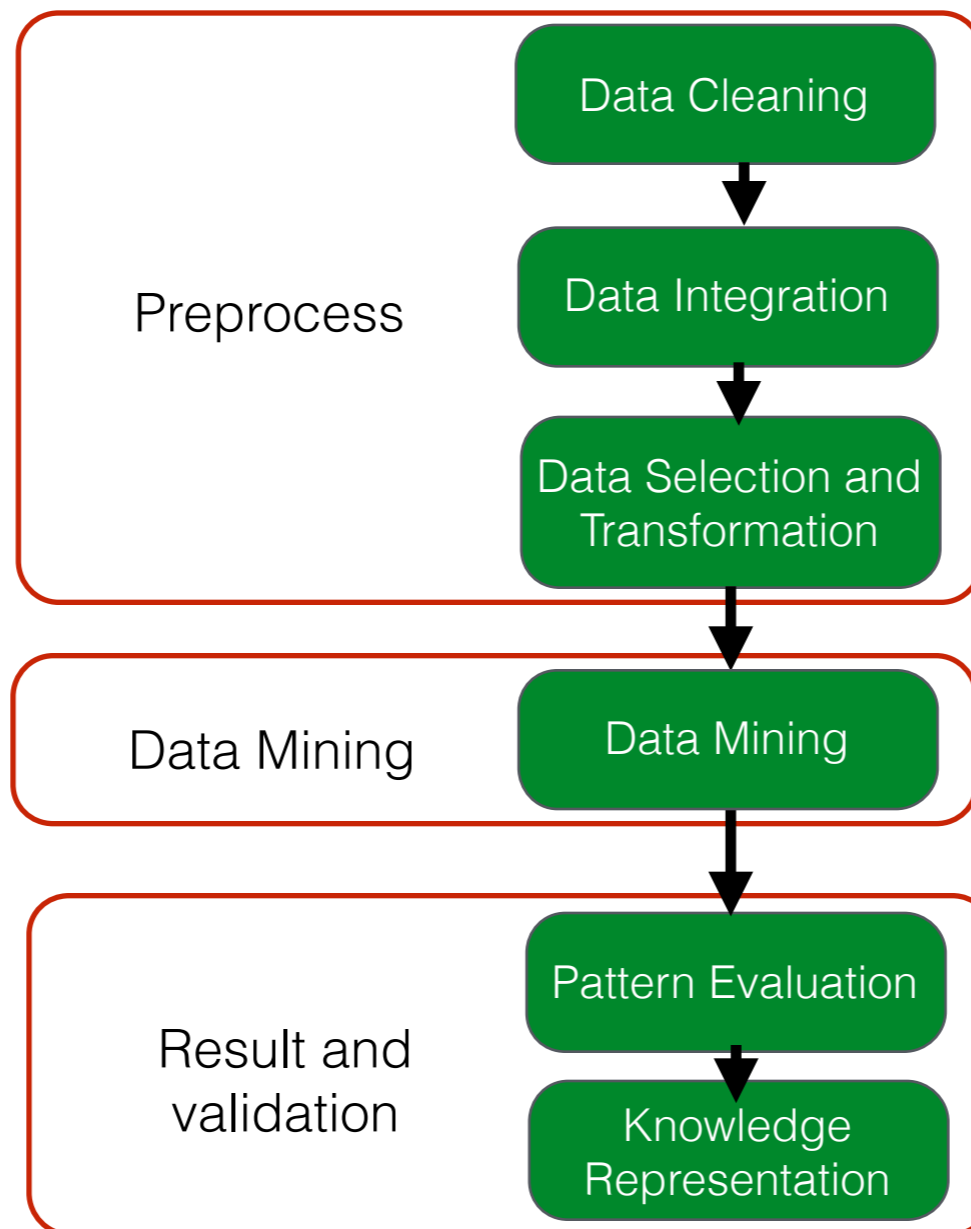 Data Cleaning
Preprocess
Data Integration
Data Selection and
Transformation
Data Mining
Data Mining
Pattern Evaluation
Result and
validation
Knowledge
Representation